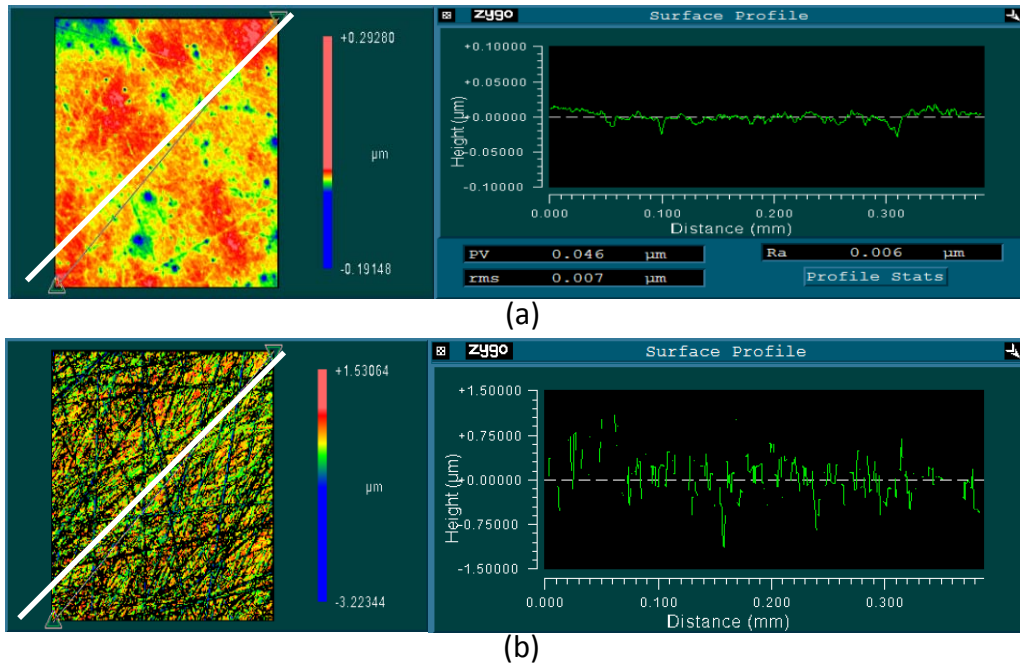 +0.29280
µm
-0.19148
zygo
Surface Profile
+0.10000
+0.05000
+0.00000
-0.05000
-0.10000
Height (µm)
0.000
0.100
0.200
0.300
Distance (mm)
PV 0.046 µm
Ra 0.006 µm
rms 0.007 µm
Profile Stats
(a)
+1.53064
µm
-3.22344
zygo
Surface Profile
+1.50000
+0.75000
+0.00000
-0.75000
-1.50000
Height (µm)
0.000
0.100
0.200
0.300
Distance (mm)
(b)